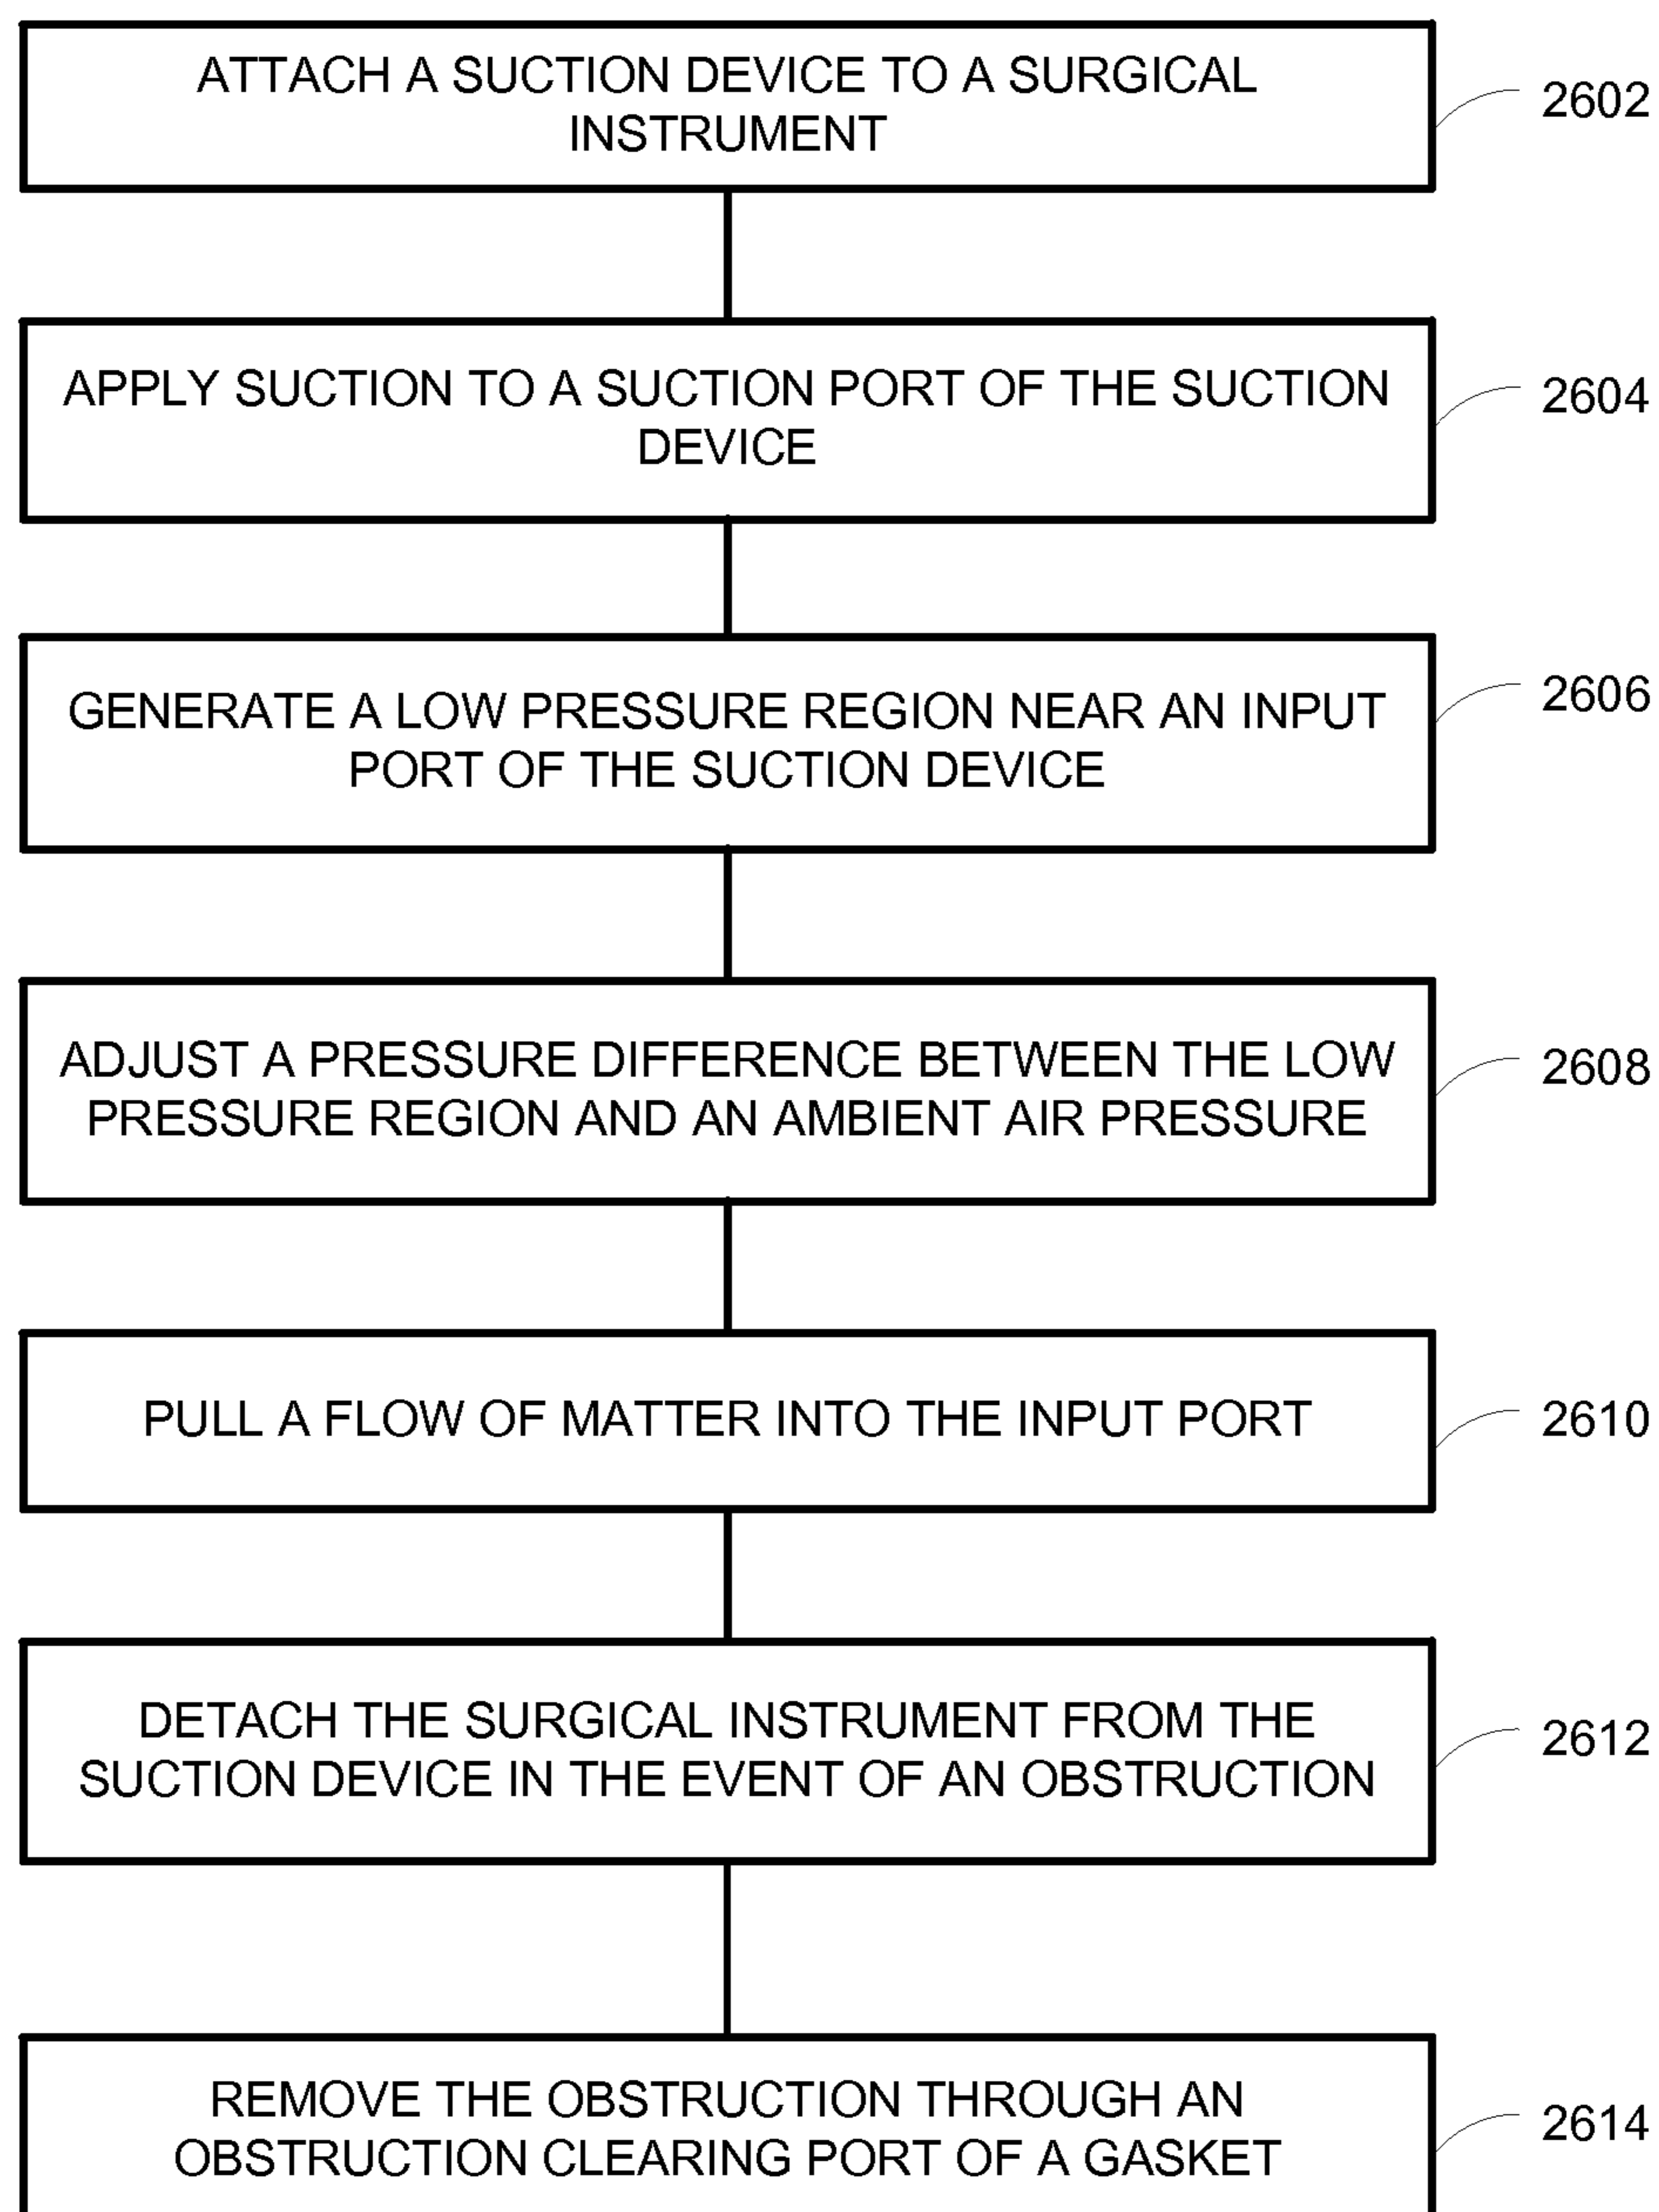 ATTACH A SUCTION DEVICE TO A SURGICAL
INSTRUMENT
2602
APPLY SUCTION TO A SUCTION PORT OF THE SUCTION
DEVICE
2604
GENERATE A LOW PRESSURE REGION NEAR AN INPUT
PORT OF THE SUCTION DEVICE
2606
ADJUST A PRESSURE DIFFERENCE BETWEEN THE LOW
PRESSURE REGION AND AN AMBIENT AIR PRESSURE
2608
PULL A FLOW OF MATTER INTO THE INPUT PORT
2610
DETACH THE SURGICAL INSTRUMENT FROM THE
SUCTION DEVICE IN THE EVENT OF AN OBSTRUCTION
2612
REMOVE THE OBSTRUCTION THROUGH AN
OBSTRUCTION CLEARING PORT OF A GASKET
2614